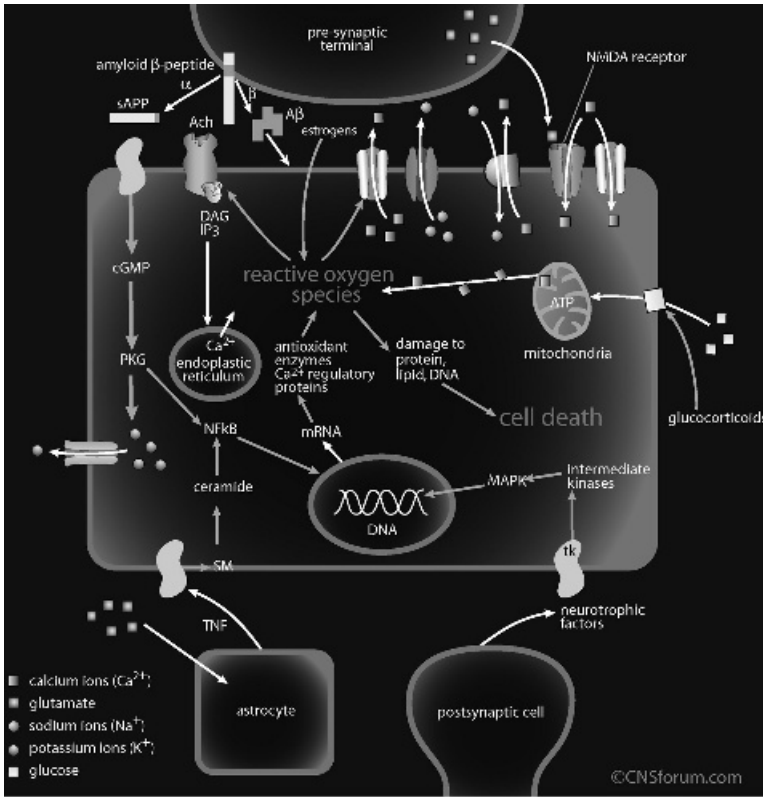 pre-synaptic
terminal
NMDA receptor
amyloid β-peptide
α
β
sAPP
Aβ
Ach
estrogens
DAG
IP3
cGMP
reactive oxygen
species
ATP
mitochondria
Ca2+
endoplastic
reticulum
antioxidant
enzymes
Ca2+ regulatory
proteins
damage to
protein,
lipid, DNA
PKG
cell death
glucocorticoids
NFkB
mRNA
ceramide
MAPK
intermediate
kinases
DNA
tk
SM
TNF
neurotrophic
factors
calcium ions (Ca2+)
glutamate
sodium ions (Na+)
potassium ions (K+)
glucose
astrocyte
postsynaptic cell
©CNSforum.com